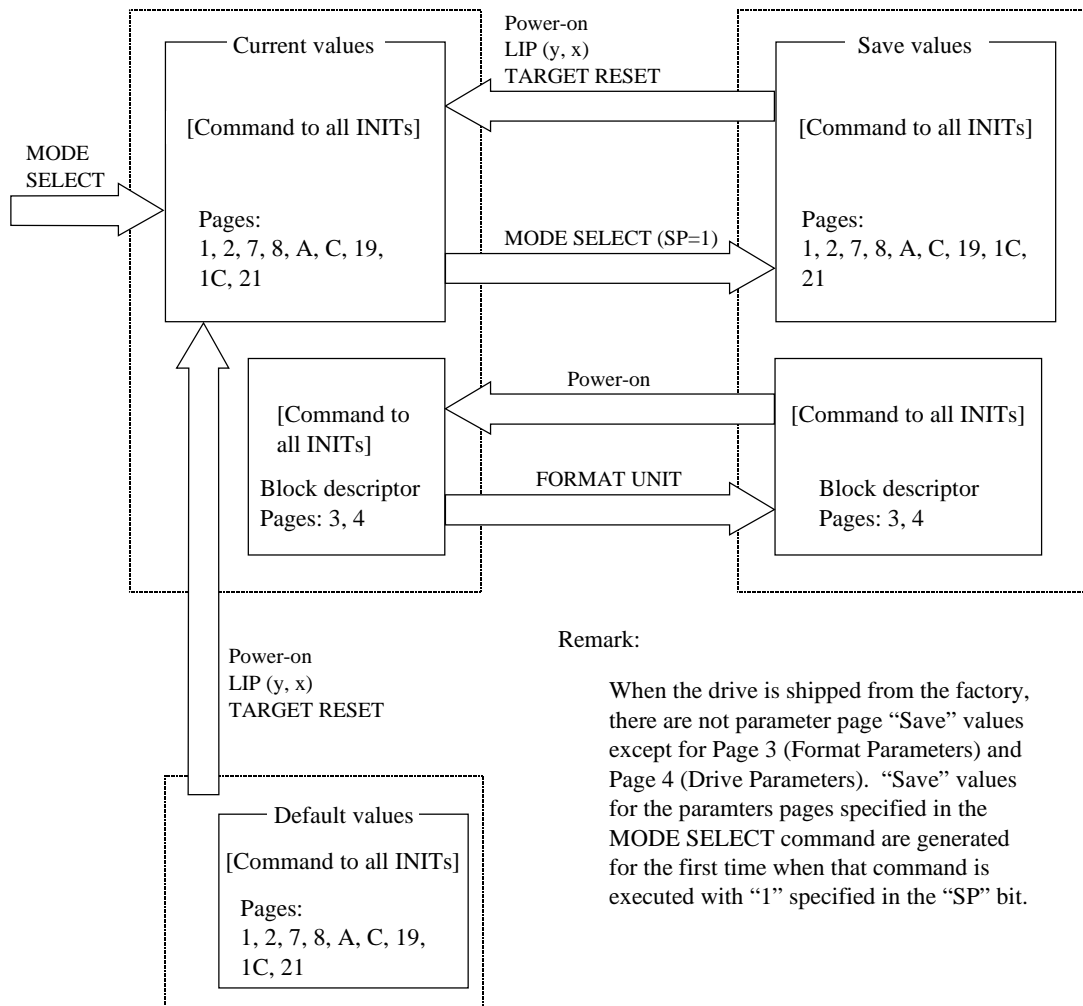 Current values
[Command to all INITs]
Pages:
1, 2, 7, 8, A, C, 19,
1C, 21
MODE
SELECT
Power-on
LIP (y, x)
TARGET RESET
MODE SELECT (SP=1)
Save values
[Command to all INITs]
Pages:
1, 2, 7, 8, A, C, 19, 1C,
21
[Command to
all INITs]
Block descriptor
Pages: 3, 4
Power-on
FORMAT UNIT
[Command to all INITs]
Block descriptor
Pages: 3, 4
Power-on
LIP (y, x)
TARGET RESET
Default values
[Command to all INITs]
Pages:
1, 2, 7, 8, A, C, 19,
1C, 21
Remark:
When the drive is shipped from the factory,
there are not parameter page “Save” values
except for Page 3 (Format Parameters) and
Page 4 (Drive Parameters).  “Save” values
for the paramters pages specified in the
MODE SELECT command are generated
for the first time when that command is
executed with “1” specified in the “SP” bit.